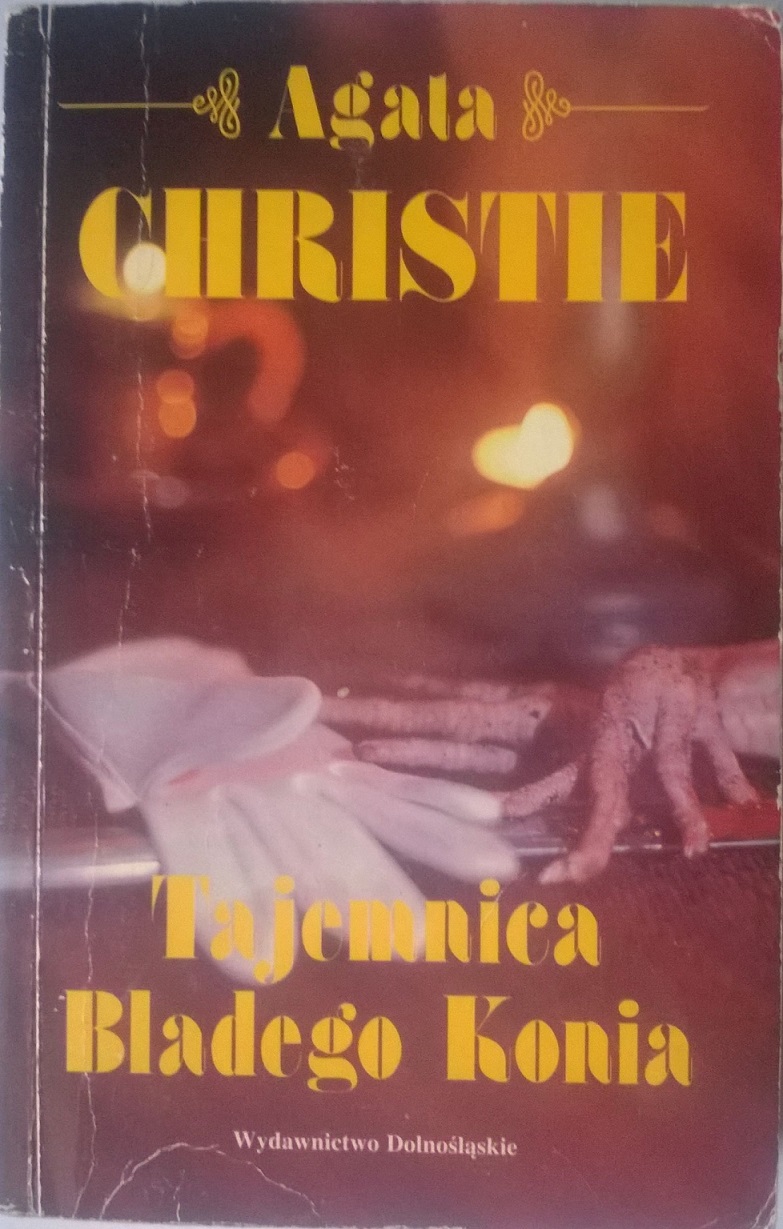 Agata
CHRISTIE
Tajemnica
Bladego Konia
Wydawnictwo Dolnośląskie